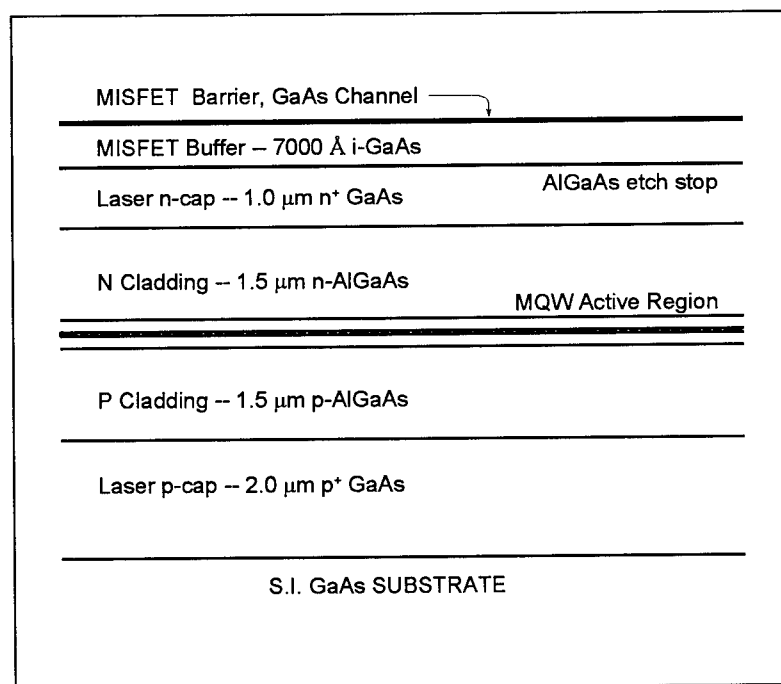 MISFET Barrier, GaAs Channel
MISFET Buffer – 7000 Å i-GaAs
AlGaAs etch stop
Laser n-cap -- 1.0 μm n⁺ GaAs
N Cladding -- 1.5 μm n-AlGaAs
MQW Active Region
P Cladding -- 1.5 μm p-AlGaAs
Laser p-cap -- 2.0 μm p⁺ GaAs
S.I. GaAs SUBSTRATE